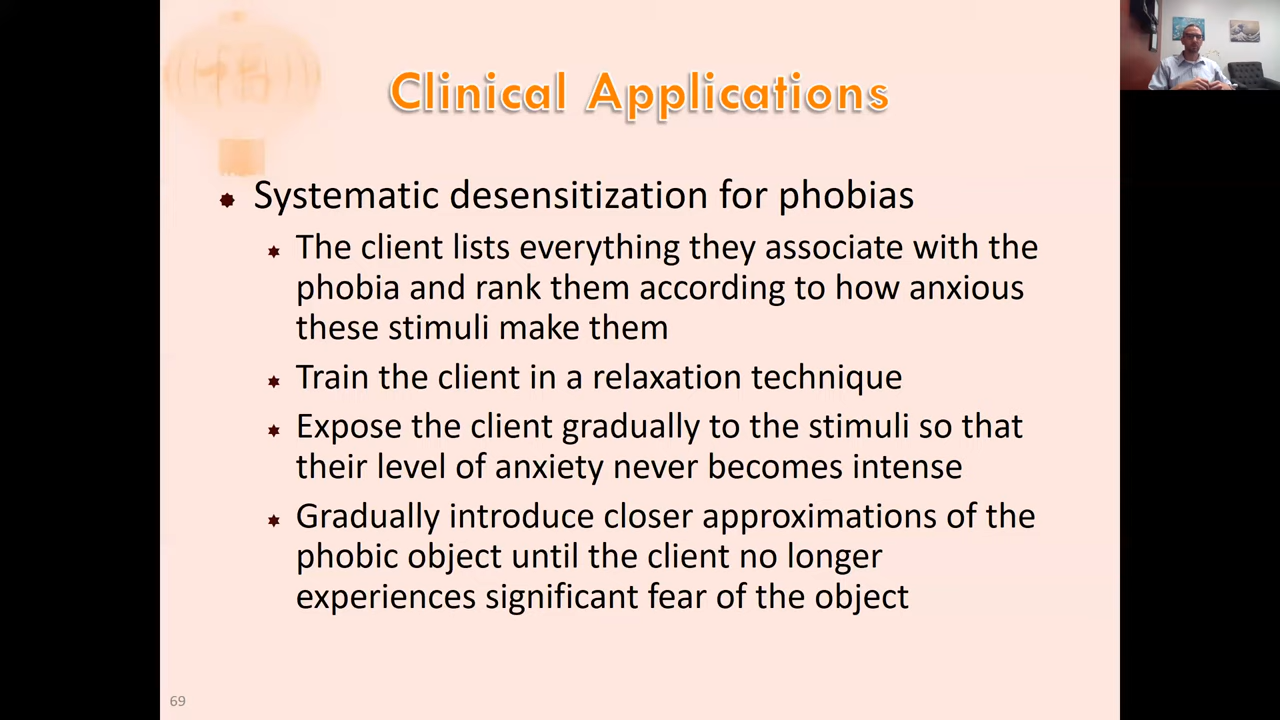 Clinical Applications
Systematic desensitization for phobias
The client lists everything they associate with the
phobia and rank them according to how anxious
these stimuli make them
Train the client in a relaxation technique
Expose the client gradually to the stimuli so that
their level of anxiety never becomes intense
Gradually introduce closer approximations of the
phobic object until the client no longer
experiences significant fear of the object
69